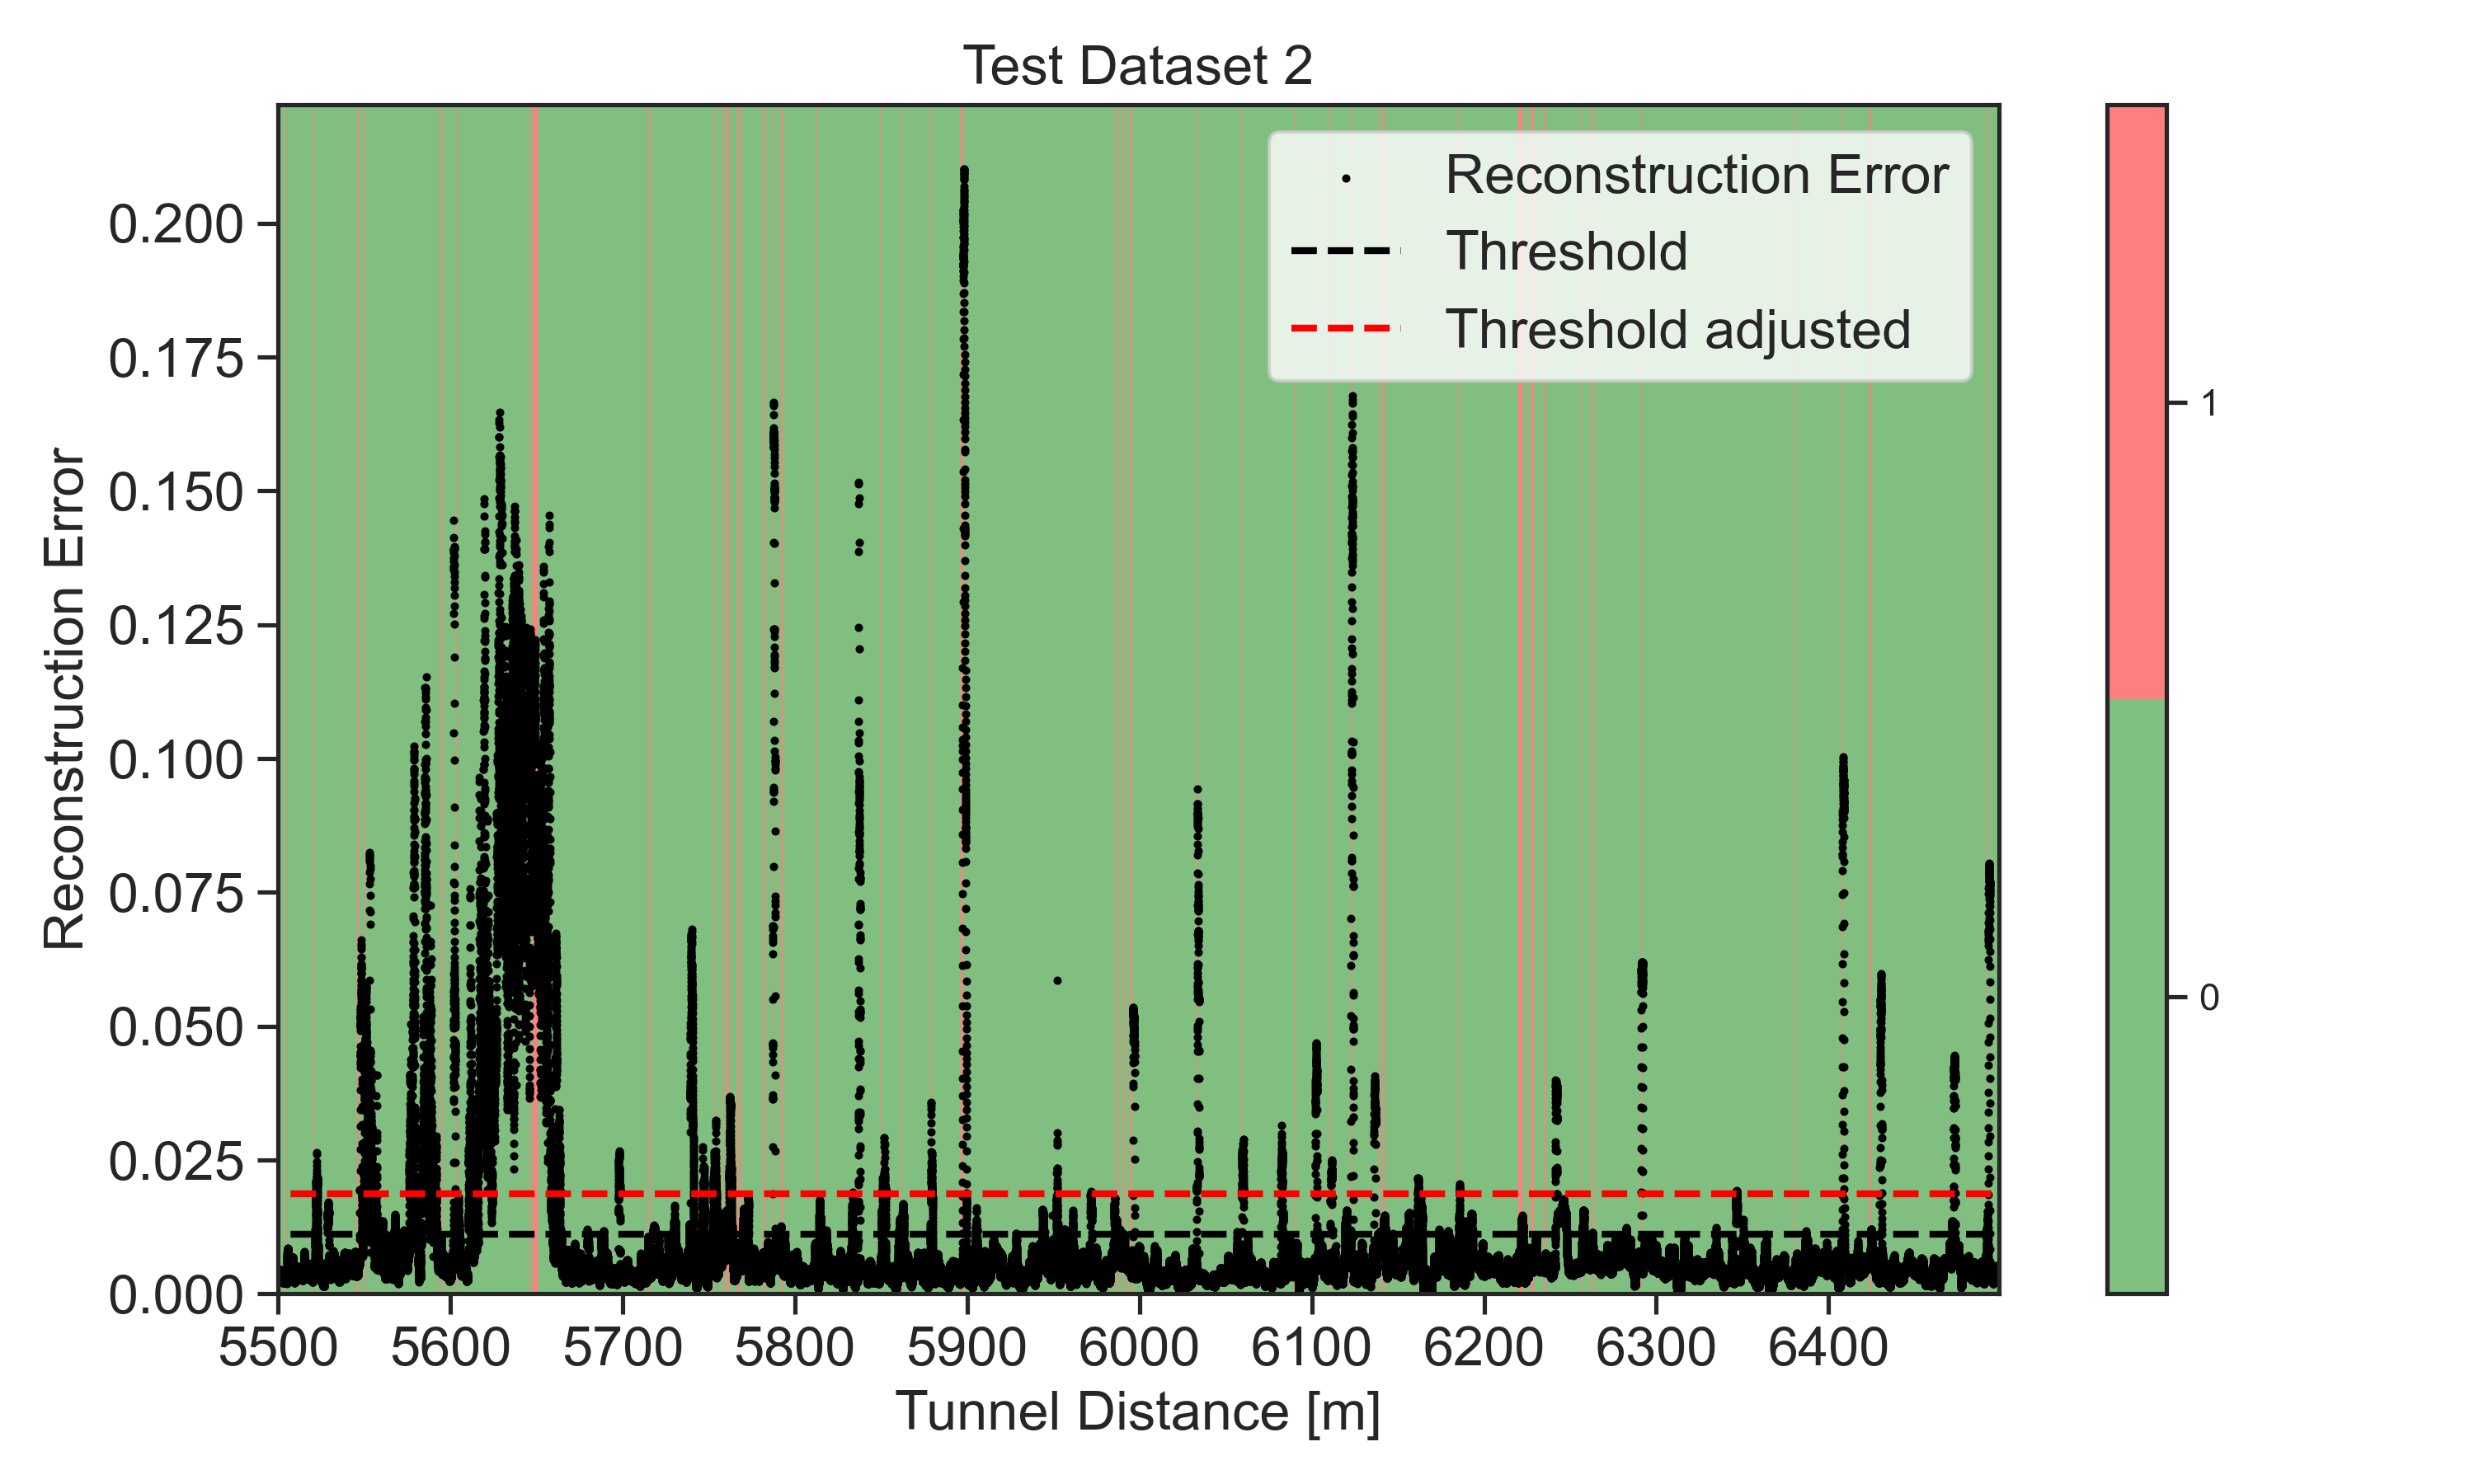 Test Dataset 2
Reconstruction Error
Threshold
Threshold adjusted
Reconstruction Error
0.200
0.175
0.150
0.125
0.100
0.075
0.050
0.025
0.000
5500 5600 5700 5800 5900 6000 6100 6200 6300 6400
Tunnel Distance [m]
1
0